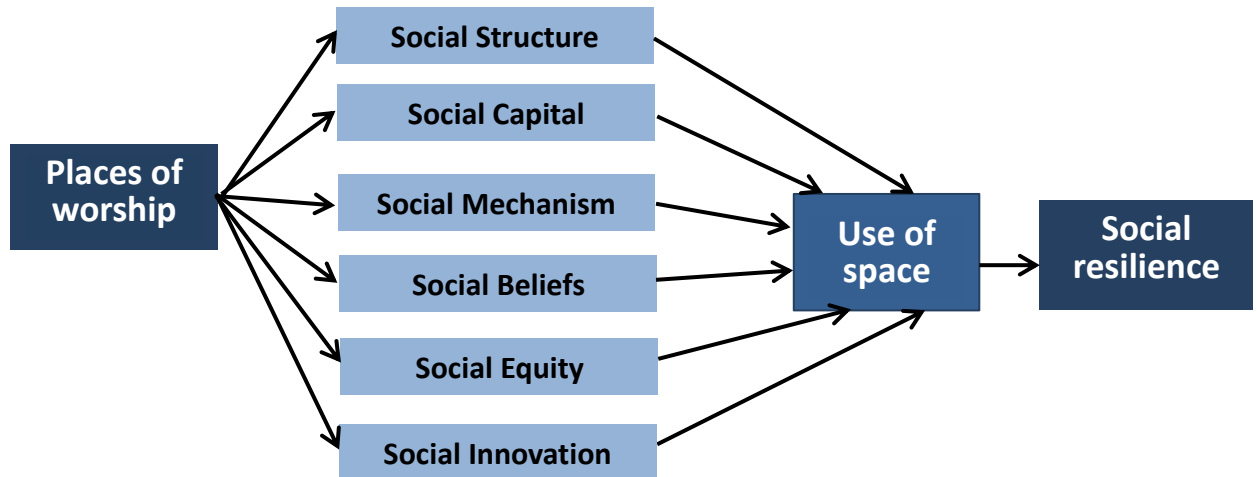 Places of
worship
Social Structure
Social Capital
Social Mechanism
Social Beliefs
Social Equity
Social Innovation
Use of
space
Social
resilience